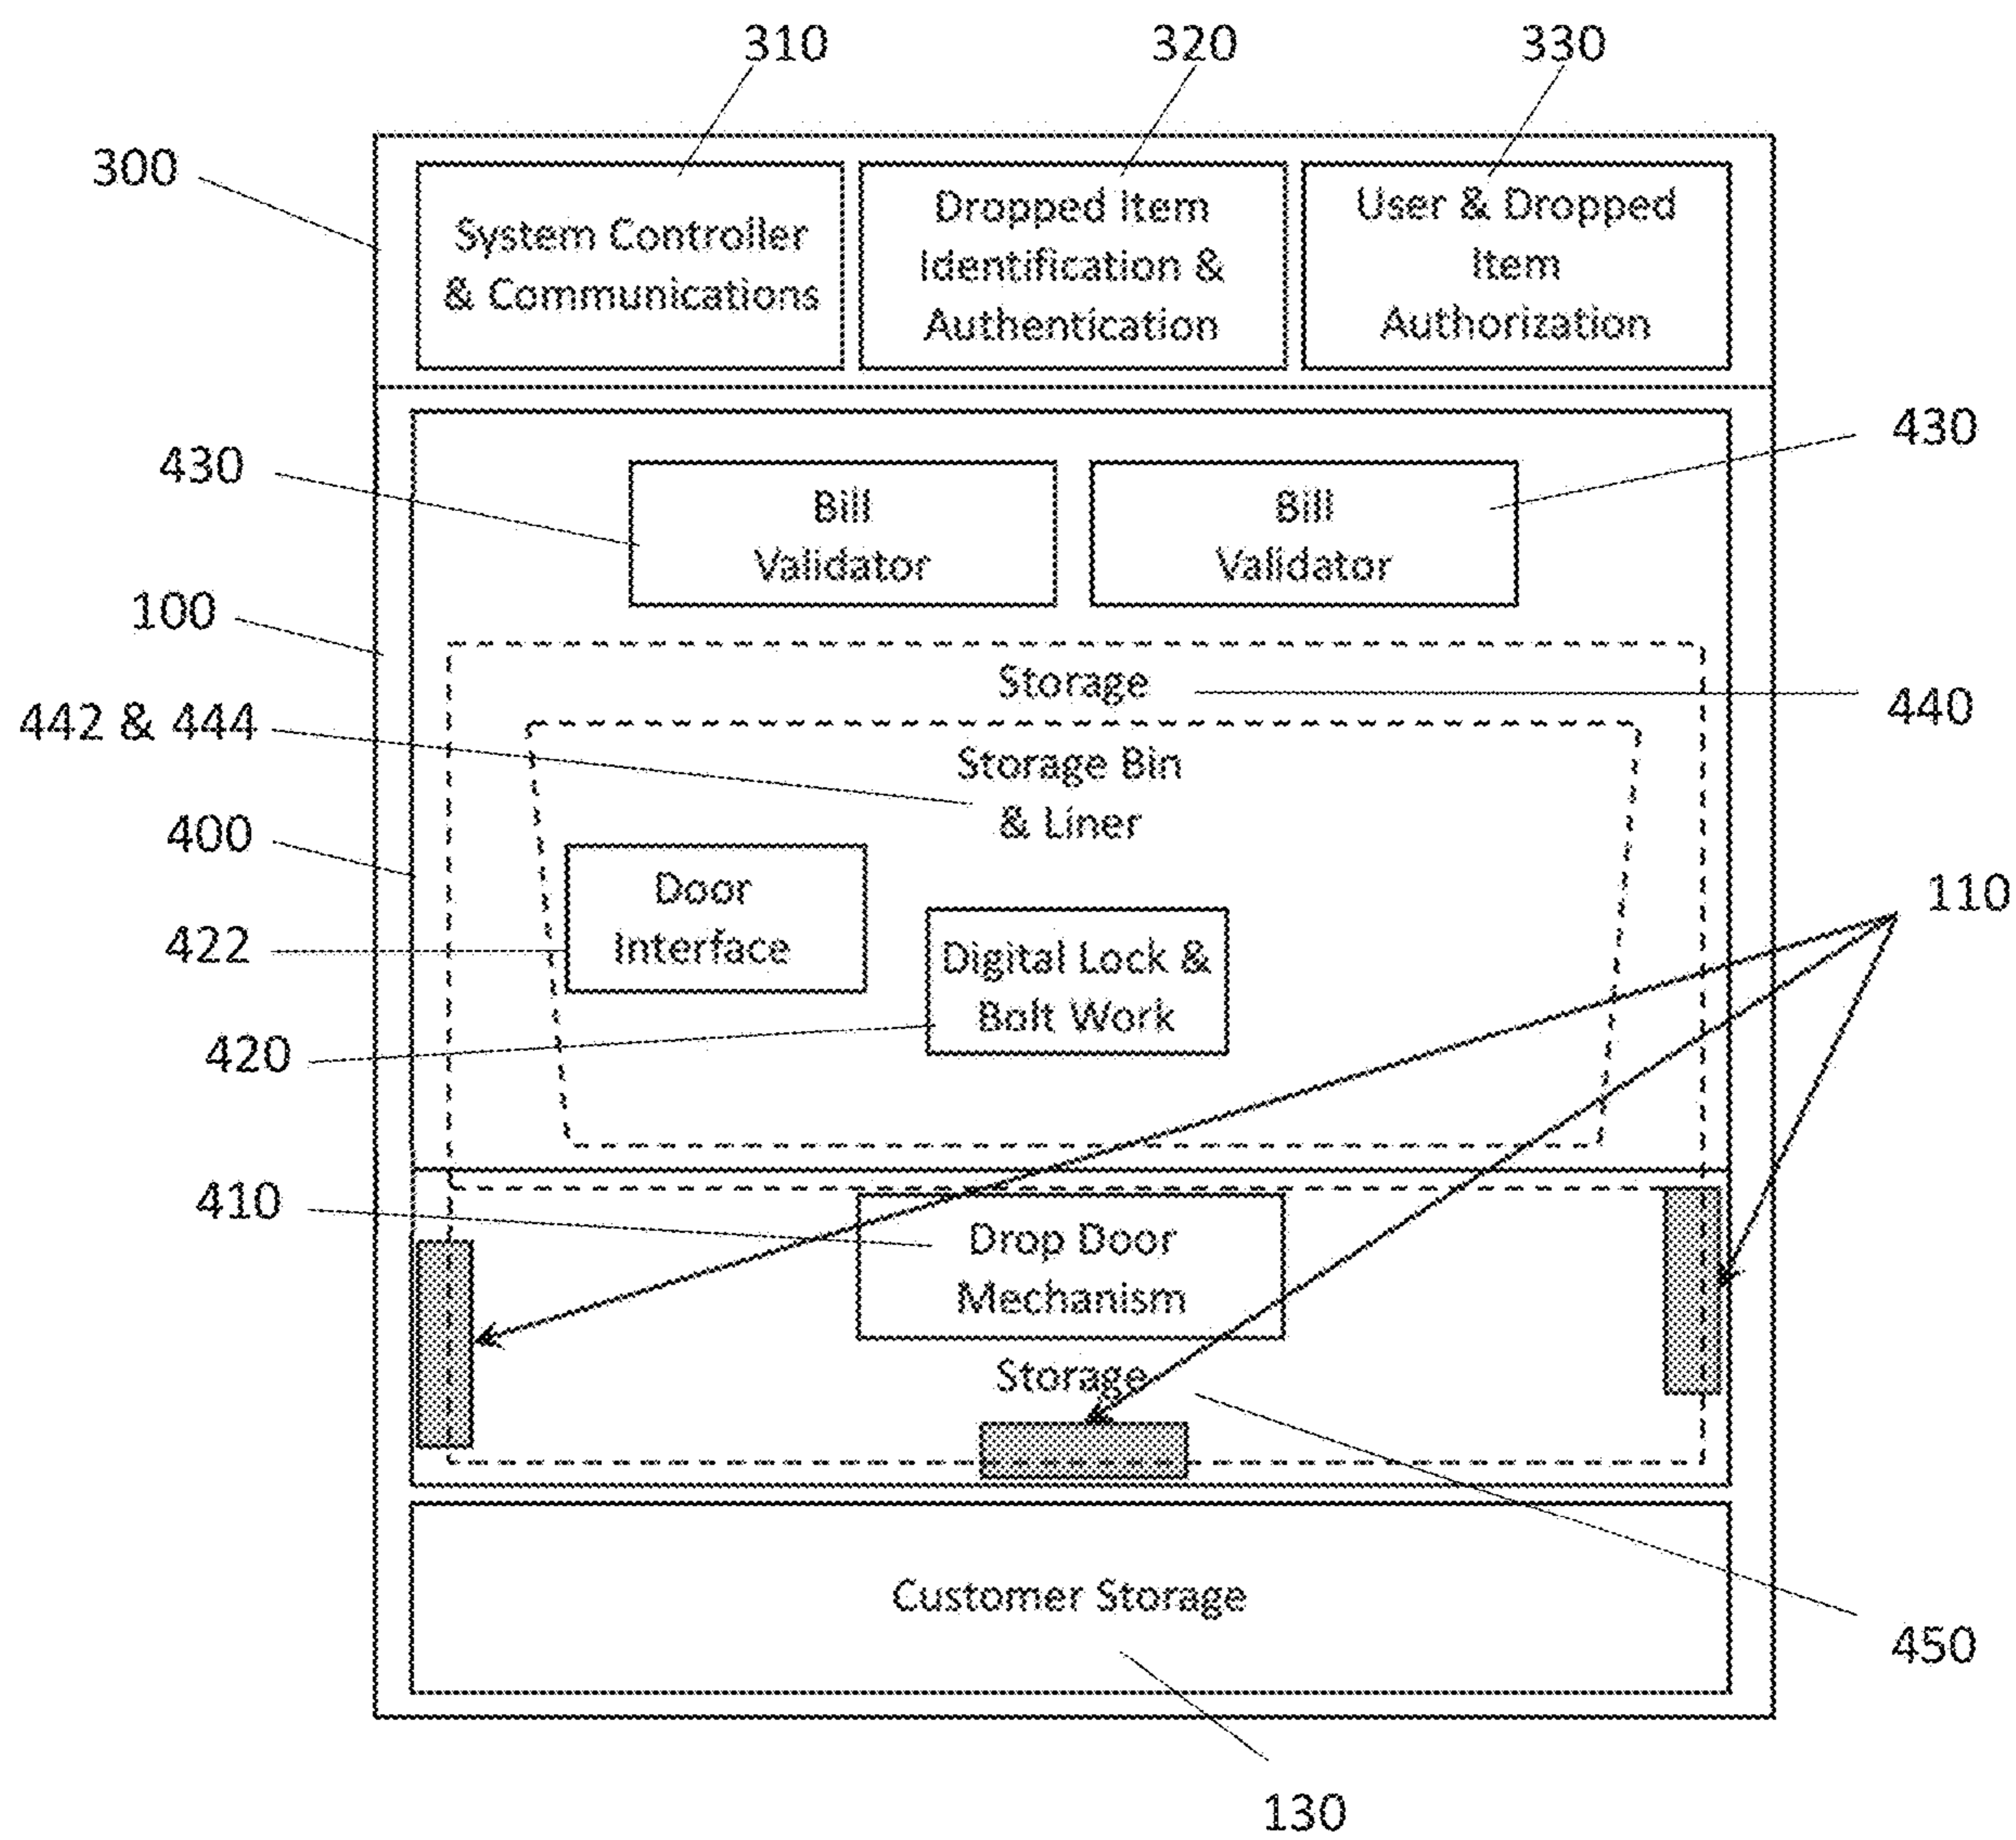 310
320
330
300
System Controller
& Communications
Dropped Item
Identification &
Authentication
User & Dropped
Item
Authorization
430
430
Bill
Validator
Bill
Validator
100
Storage
440
442 & 444
Storage Bin
& Liner
400
Door
Interface
110
422
Digital Lock &
Bolt Work
420
410
Drop Door
Mechanism
Storage
Customer Storage
450
130